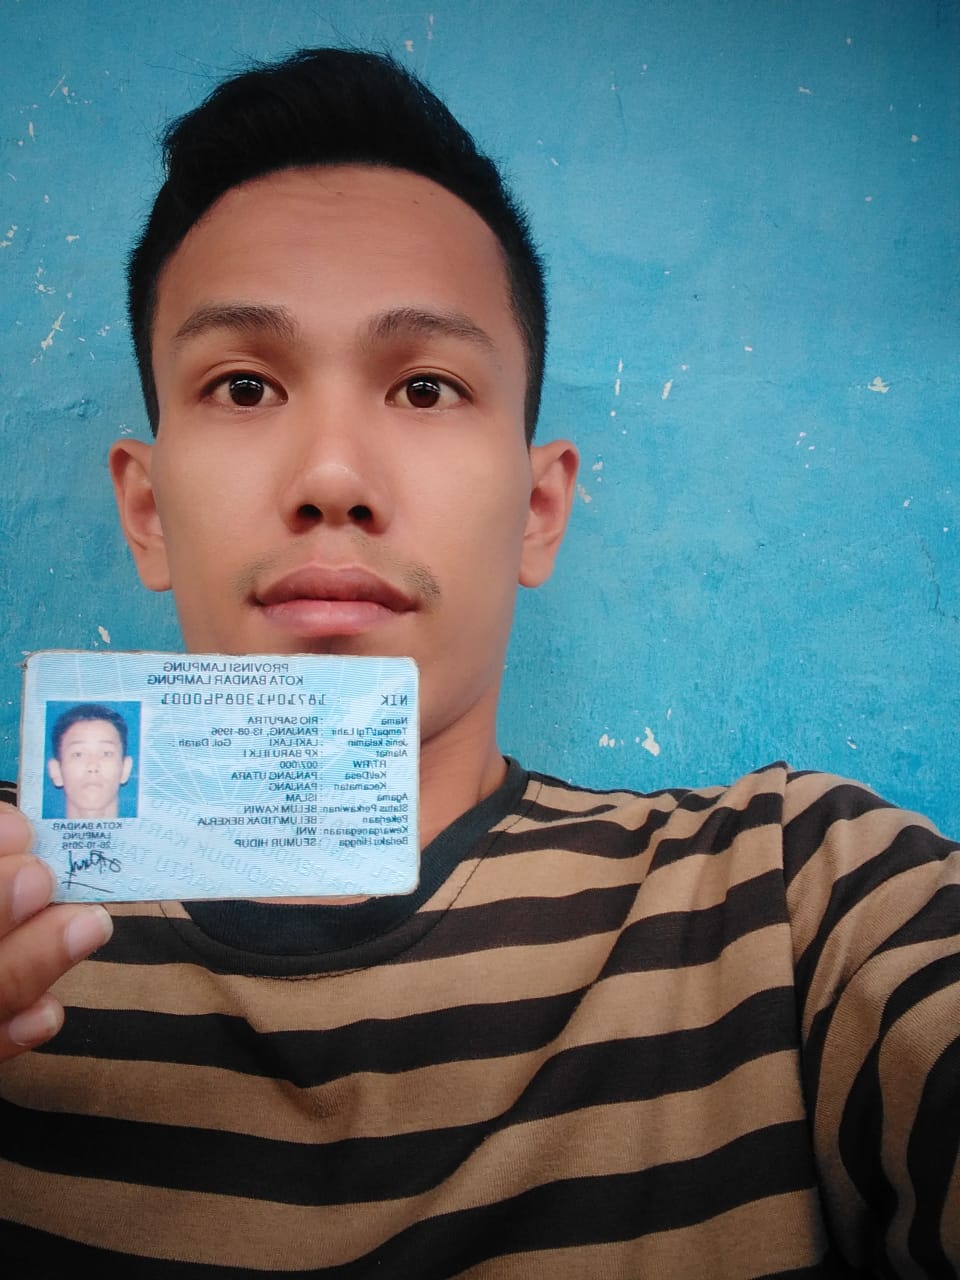 PROVINSI LAMPUNG
KOTA BANDAR LAMPUNG
NIK : 1871041308960001
Nama : RIO SAPUTRA
Tempat/Tgl Lahir : PANJANG, 13-08-1996
Jenis kelamin : LAKI-LAKI Gol. Darah :
Alamat : KP BARU II LK I
RT/RW : 007/000
Kel/Desa : PANJANG UTARA
Kecamatan : PANJANG
Agama : ISLAM
Status Perkawinan: BELUM KAWIN
Pekerjaan : BELUM/TIDAK BEKERJA
Kewarganegaraan: WNI
Berlaku Hingga : SEUMUR HIDUP
KOTA BANDAR
LAMPUNG
26-10-2016